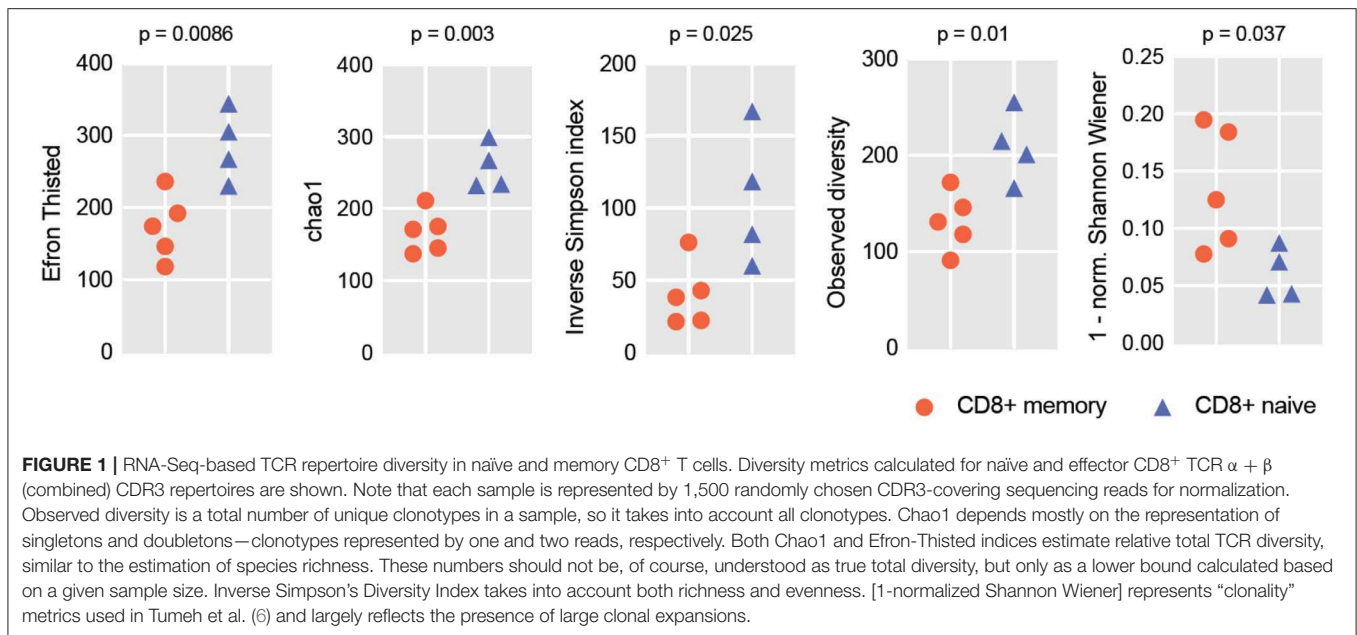 p = 0.0086
Efron Thisted
400
300
200
100
0
p = 0.003
chao1
400
300
200
100
0
p = 0.025
Inverse Simpson index
200
150
100
50
0
p = 0.01
Observed diversity
300
200
100
0
p = 0.037
1 - norm. Shannon Wiener
0.25
0.20
0.15
0.10
0.05
0.00
CD8+ memory
CD8+ naive
FIGURE 1 | RNA-Seq-based TCR repertoire diversity in naïve and memory CD8⁺ T cells. Diversity metrics calculated for naïve and effector CD8⁺ TCR α + β
(combined) CDR3 repertoires are shown. Note that each sample is represented by 1,500 randomly chosen CDR3-covering sequencing reads for normalization.
Observed diversity is a total number of unique clonotypes in a sample, so it takes into account all clonotypes. Chao1 depends mostly on the representation of
singletons and doubletons—clonotypes represented by one and two reads, respectively. Both Chao1 and Efron-Thisted indices estimate relative total TCR diversity,
similar to the estimation of species richness. These numbers should not be, of course, understood as true total diversity, but only as a lower bound calculated based
on a given sample size. Inverse Simpson’s Diversity Index takes into account both richness and evenness. [1-normalized Shannon Wiener] represents “clonality”
metrics used in Tumeh et al. (6) and largely reflects the presence of large clonal expansions.